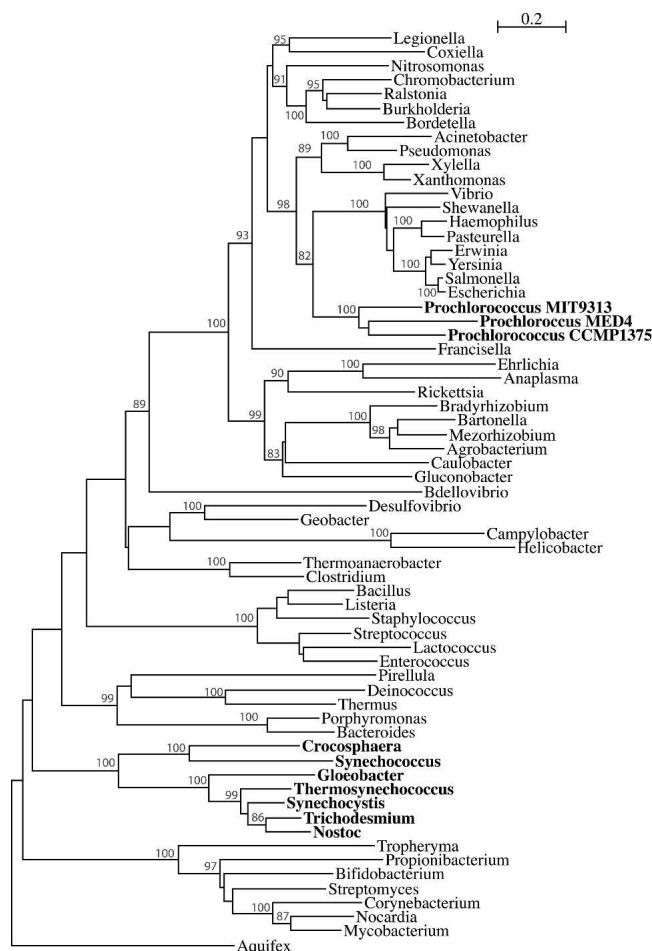 0.2
95
Legionella
Coxiella
Nitrosomonas
91
95
Chromobacterium
Ralstonia
Burkholderia
100
Bordetella
Acinetobacter
100
89
Pseudomonas
Xylella
100
Xanthomonas
Vibrio
98
100
Shewanella
Haemophilus
100
Pasteurella
93
Erwinia
82
100
Yersinia
Salmonella
100
Escherichia
Prochlorococcus MIT9313
100
Prochloroccus MED4
100
Prochlorococcus CCMP1375
Francisella
Ehrlichia
100
90
Anaplasma
Rickettsia
89
99
100
Bradyrhizobium
Bartonella
98
Mezorhizobium
Agrobacterium
83
Caulobacter
Gluconobacter
Bdellovibrio
100
Desulfovibrio
Geobacter
Campylobacter
100
Helicobacter
100
Thermoanaerobacter
Clostridium
Bacillus
Listeria
100
Staphylococcus
Streptococcus
Lactococcus
Enterococcus
Pirellula
100
Deinococcus
99
Thermus
100
Porphyromonas
Bacteroides
Crocosphaera
100
Synechococcus
100
100
Gloeobacter
99
Thermosynechococcus
Synechocystis
86
Trichodesmium
Nostoc
100
Tropheryma
97
Propionibacterium
Bifidobacterium
Streptomyces
100
Corynebacterium
87
Nocardia
Mycobacterium
Aquifex